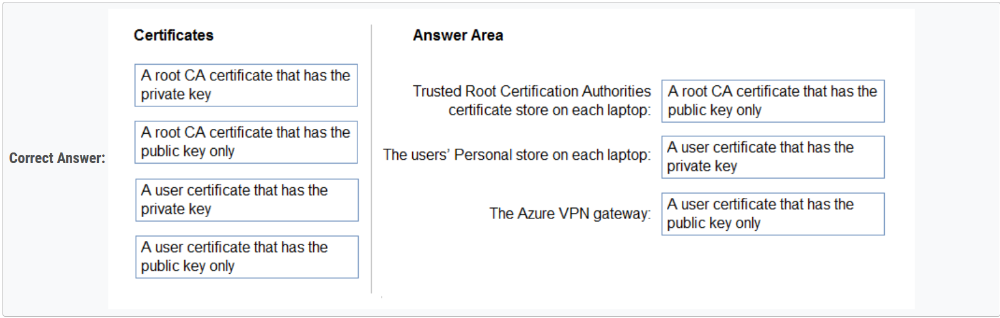 Correct Answer:
Certificates
A root CA certificate that has the
private key
A root CA certificate that has the
public key only
A user certificate that has the
private key
A user certificate that has the
public key only
Answer Area
Trusted Root Certification Authorities
certificate store on each laptop:
A root CA certificate that has the
public key only
The users’ Personal store on each laptop:
A user certificate that has the
private key
The Azure VPN gateway:
A user certificate that has the
public key only